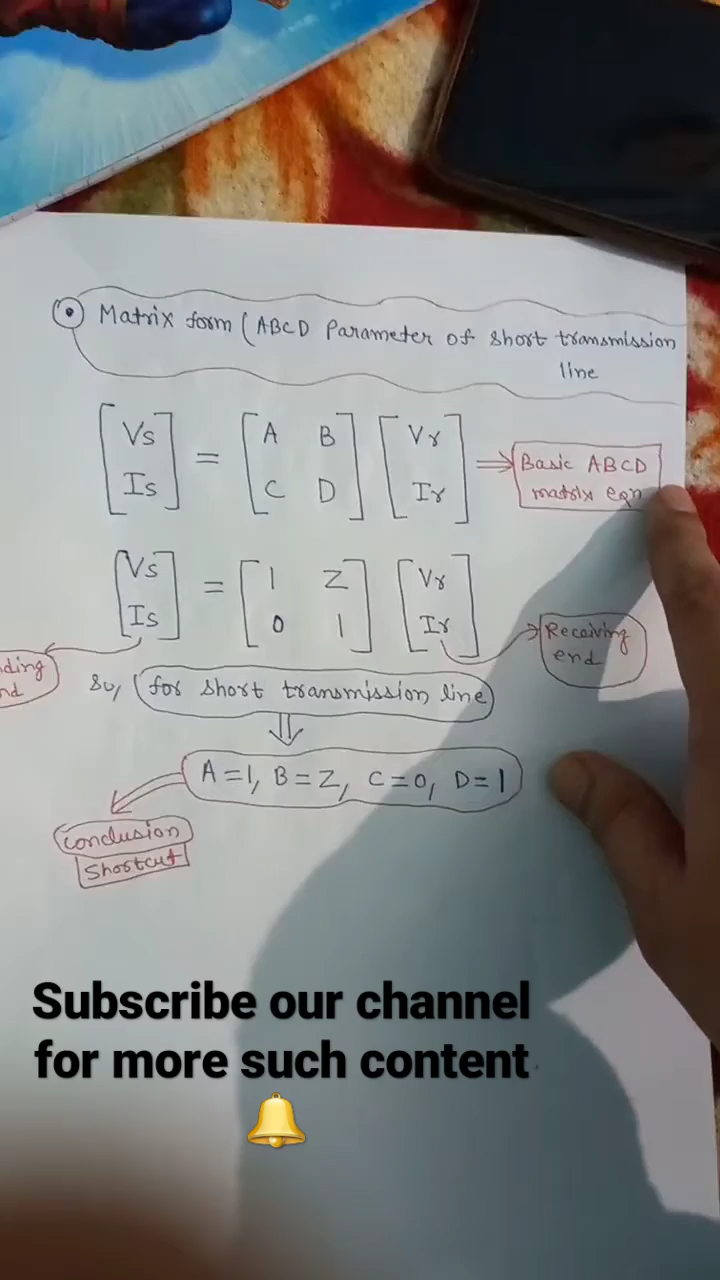 Matrix form (ABCD Parameter of short transmission
line
[Vs Is] = [A B C D] [Vr Ir] ⇒ Basic ABCD
matrix eqn
[Vs Is] = [1 Z 0 1] [Vr Ir]
Receiving
end
So, for short transmission line
⇓
A=1, B=Z, C=0, D=1
Conclusion
Shortcut
Subscribe our channel
for more such content
🔔